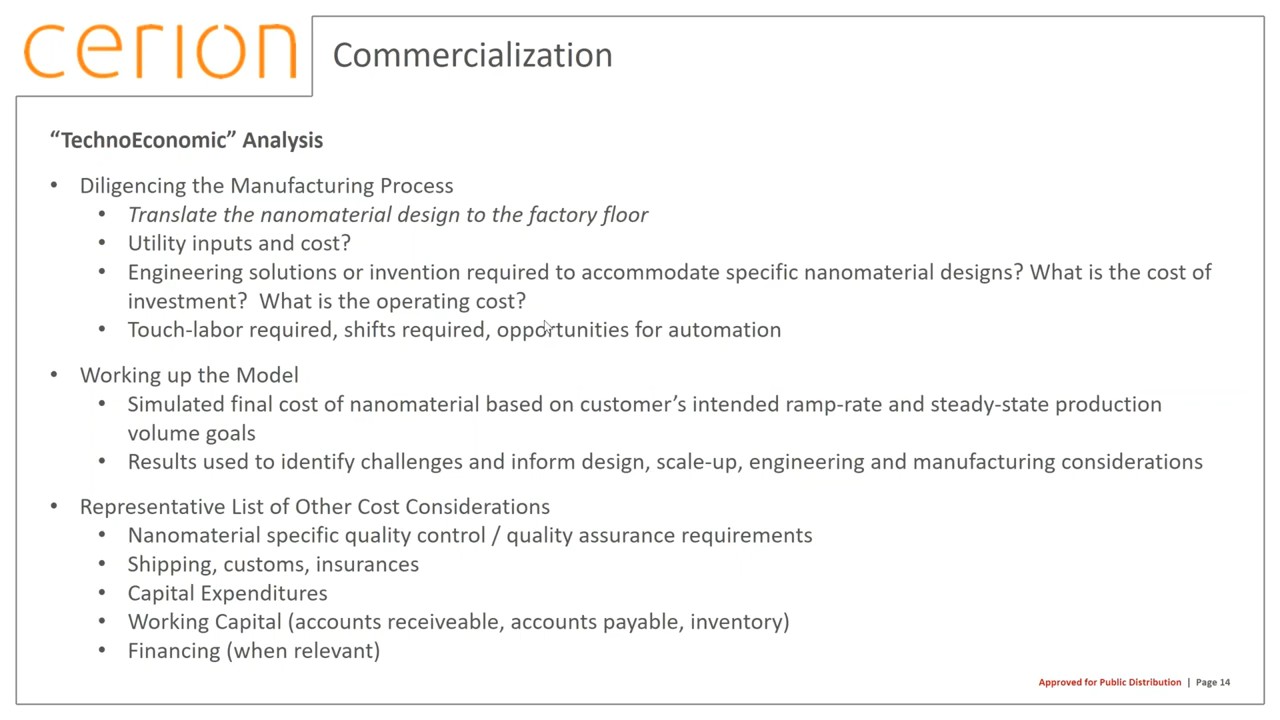 cerion
Commercialization
“TechnoEconomic” Analysis
• Diligencing the Manufacturing Process
• Translate the nanomaterial design to the factory floor
• Utility inputs and cost?
• Engineering solutions or invention required to accommodate specific nanomaterial designs? What is the cost of
investment?  What is the operating cost?
• Touch-labor required, shifts required, opportunities for automation
• Working up the Model
• Simulated final cost of nanomaterial based on customer’s intended ramp-rate and steady-state production
volume goals
• Results used to identify challenges and inform design, scale-up, engineering and manufacturing considerations
• Representative List of Other Cost Considerations
• Nanomaterial specific quality control / quality assurance requirements
• Shipping, customs, insurances
• Capital Expenditures
• Working Capital (accounts receiveable, accounts payable, inventory)
• Financing (when relevant)
Approved for Public Distribution | Page 14